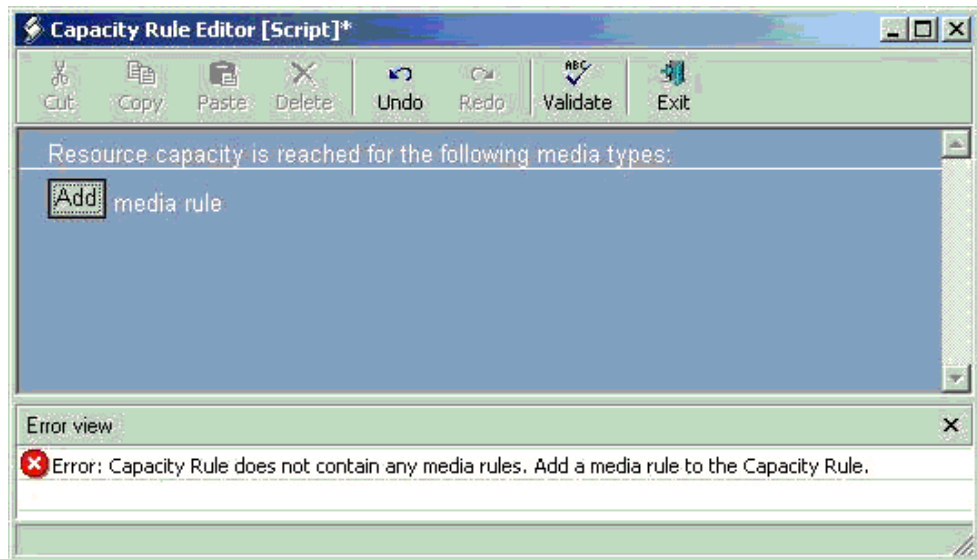 Capacity Rule Editor [Script]*
Cut Copy Paste Delete Undo Redo ABC Validate Exit
Resource capacity is reached for the following media types:
Add media rule
Error view
Error: Capacity Rule does not contain any media rules. Add a media rule to the Capacity Rule.